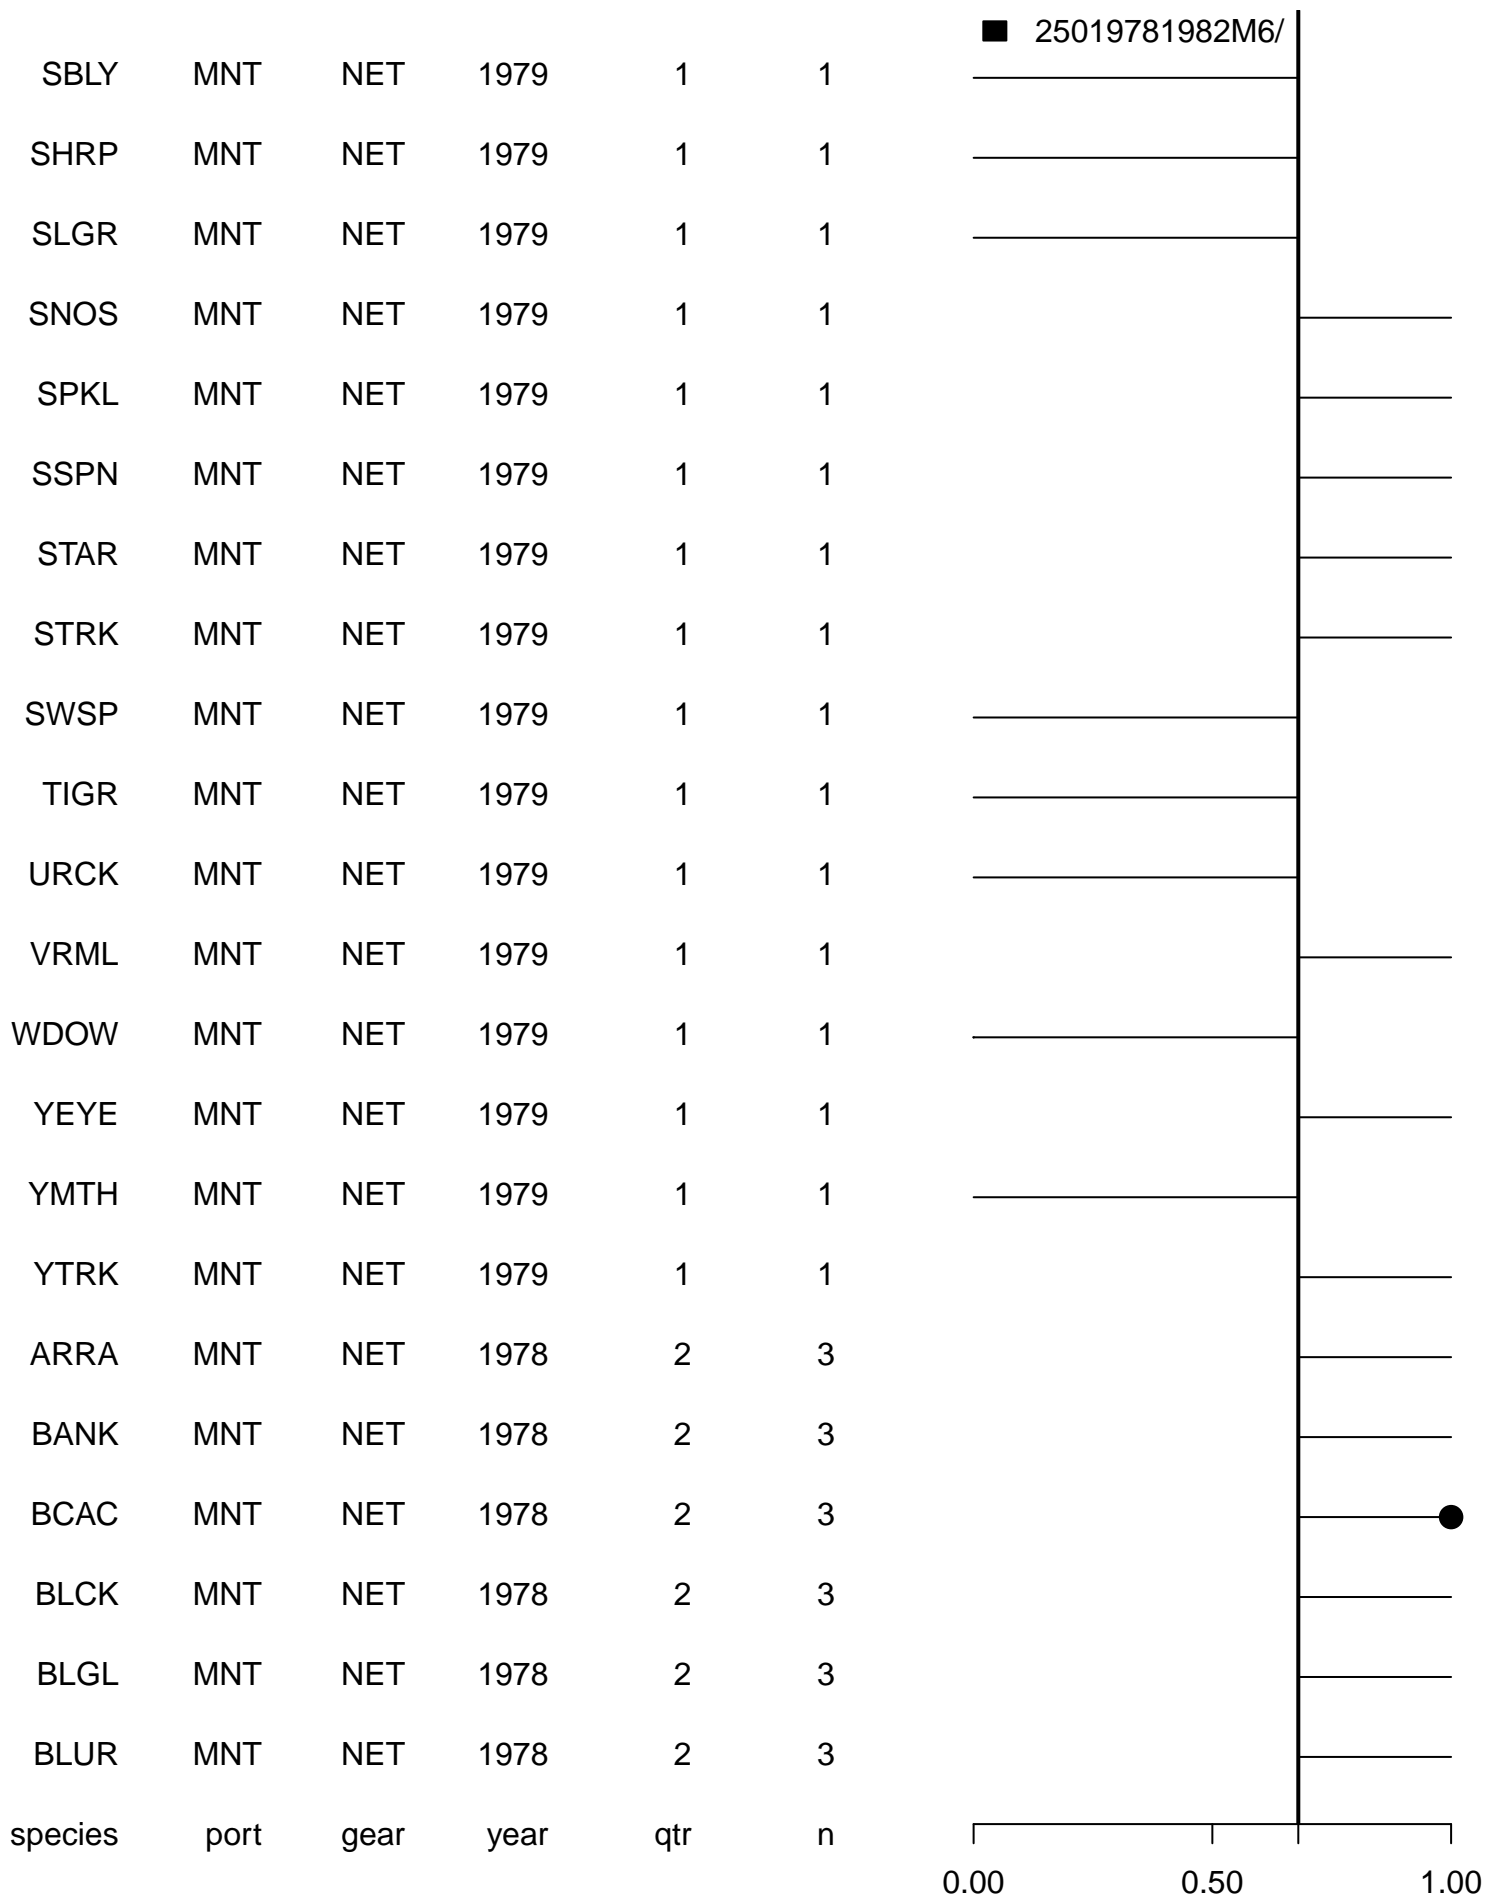 25019781982M6/
SBLY MNT NET 1979 1 1
SHRP MNT NET 1979 1 1
SLGR MNT NET 1979 1 1
SNOS MNT NET 1979 1 1
SPKL MNT NET 1979 1 1
SSPN MNT NET 1979 1 1
STAR MNT NET 1979 1 1
STRK MNT NET 1979 1 1
SWSP MNT NET 1979 1 1
TIGR MNT NET 1979 1 1
URCK MNT NET 1979 1 1
VRML MNT NET 1979 1 1
WDOW MNT NET 1979 1 1
YEYE MNT NET 1979 1 1
YMTH MNT NET 1979 1 1
YTRK MNT NET 1979 1 1
ARRA MNT NET 1978 2 3
BANK MNT NET 1978 2 3
BCAC MNT NET 1978 2 3
BLCK MNT NET 1978 2 3
BLGL MNT NET 1978 2 3
BLUR MNT NET 1978 2 3
species port gear year qtr n
0.00 0.50 1.00